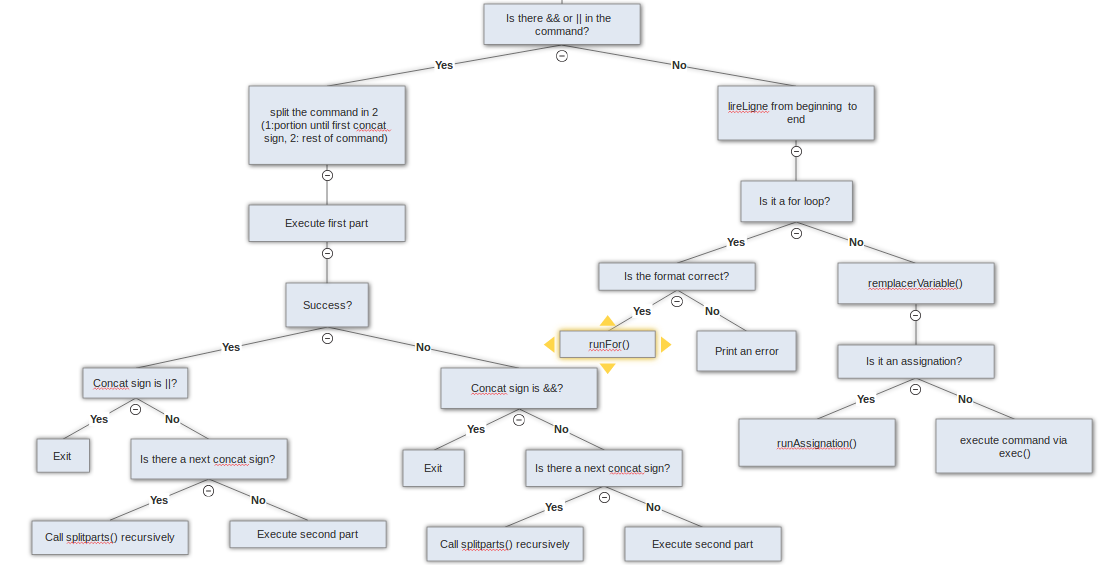 Is there && or || in the
command?
Yes
No
split the command in 2
(1:portion until first concat
sign, 2: rest of command)
lireLigne from beginning to
end
Execute first part
Is it a for loop?
Yes
No
Is the format correct?
remplacerVariable()
Success?
Yes
No
runFor()
Print an error
Yes
No
Is it an assignation?
Concat sign is ||?
Concat sign is &&?
Yes
No
Yes
No
Yes
No
Exit
Is there a next concat sign?
Exit
Is there a next concat sign?
runAssignation()
execute command via
exec()
Yes
No
Yes
No
Call splitparts() recursively
Execute second part
Call splitparts() recursively
Execute second part